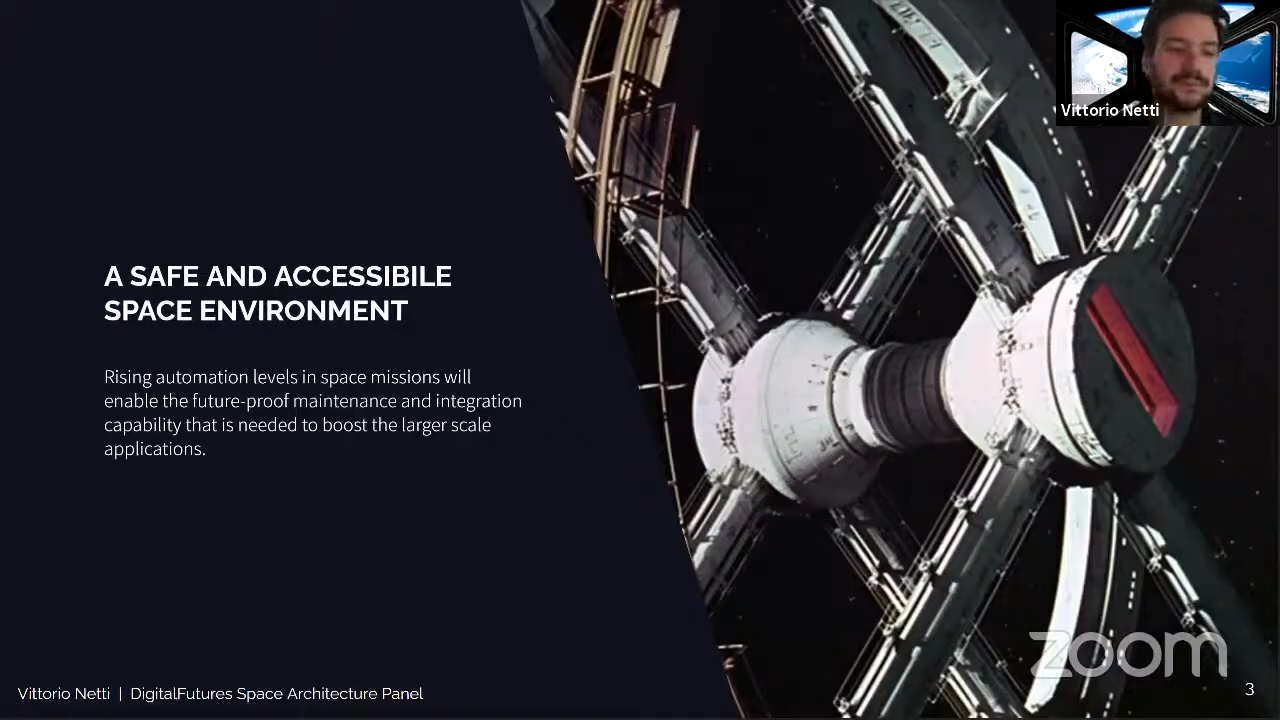 Vittorio Netti
A SAFE AND ACCESSIBILE
SPACE ENVIRONMENT
Rising automation levels in space missions will
enable the future-proof maintenance and integration
capability that is needed to boost the larger scale
applications.
zoom
Vittorio Netti | DigitalFutures Space Architecture Panel
3